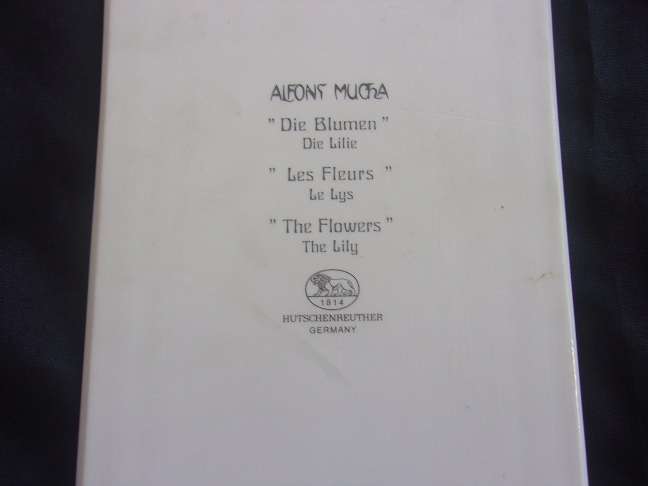 ALFONS MUCHA
" Die Blumen "
Die Lilie
" Les Fleurs "
Le Lys
" The Flowers "
The Lily
1814
HUTSCHENREUTHER
GERMANY